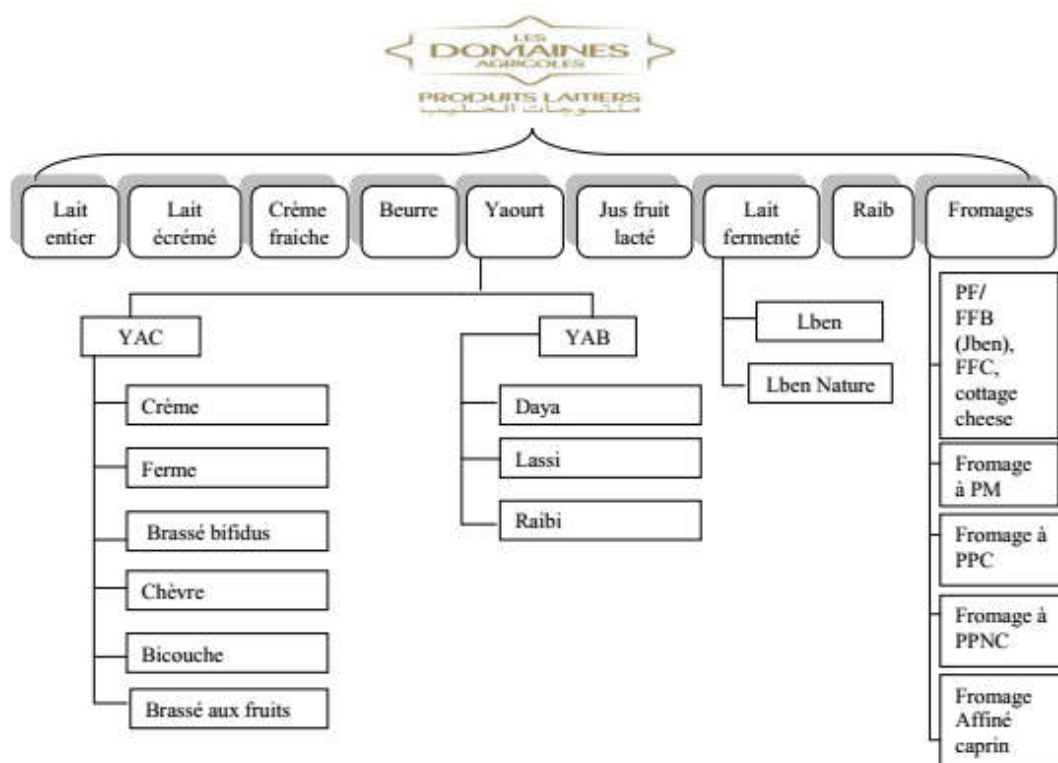 LES
DOMAINES
AGRICOLES
PRODUITS LAITIERS
منتوجات الحليب
Lait
entier
Lait
écrémé
Crème
fraiche
Beurre
Yaourt
Jus fruit
lacté
Lait
fermenté
Raib
Fromages
YAC
Crème
Ferme
Brassé bifidus
Chèvre
Bicouche
Brassé aux fruits
YAB
Daya
Lassi
Raibi
Lben
Lben Nature
PF/
FFB
(Jben),
FFC,
cottage
cheese
Fromage
à PM
Fromage à
PPC
Fromage à
PPNC
Fromage
Affiné
caprin